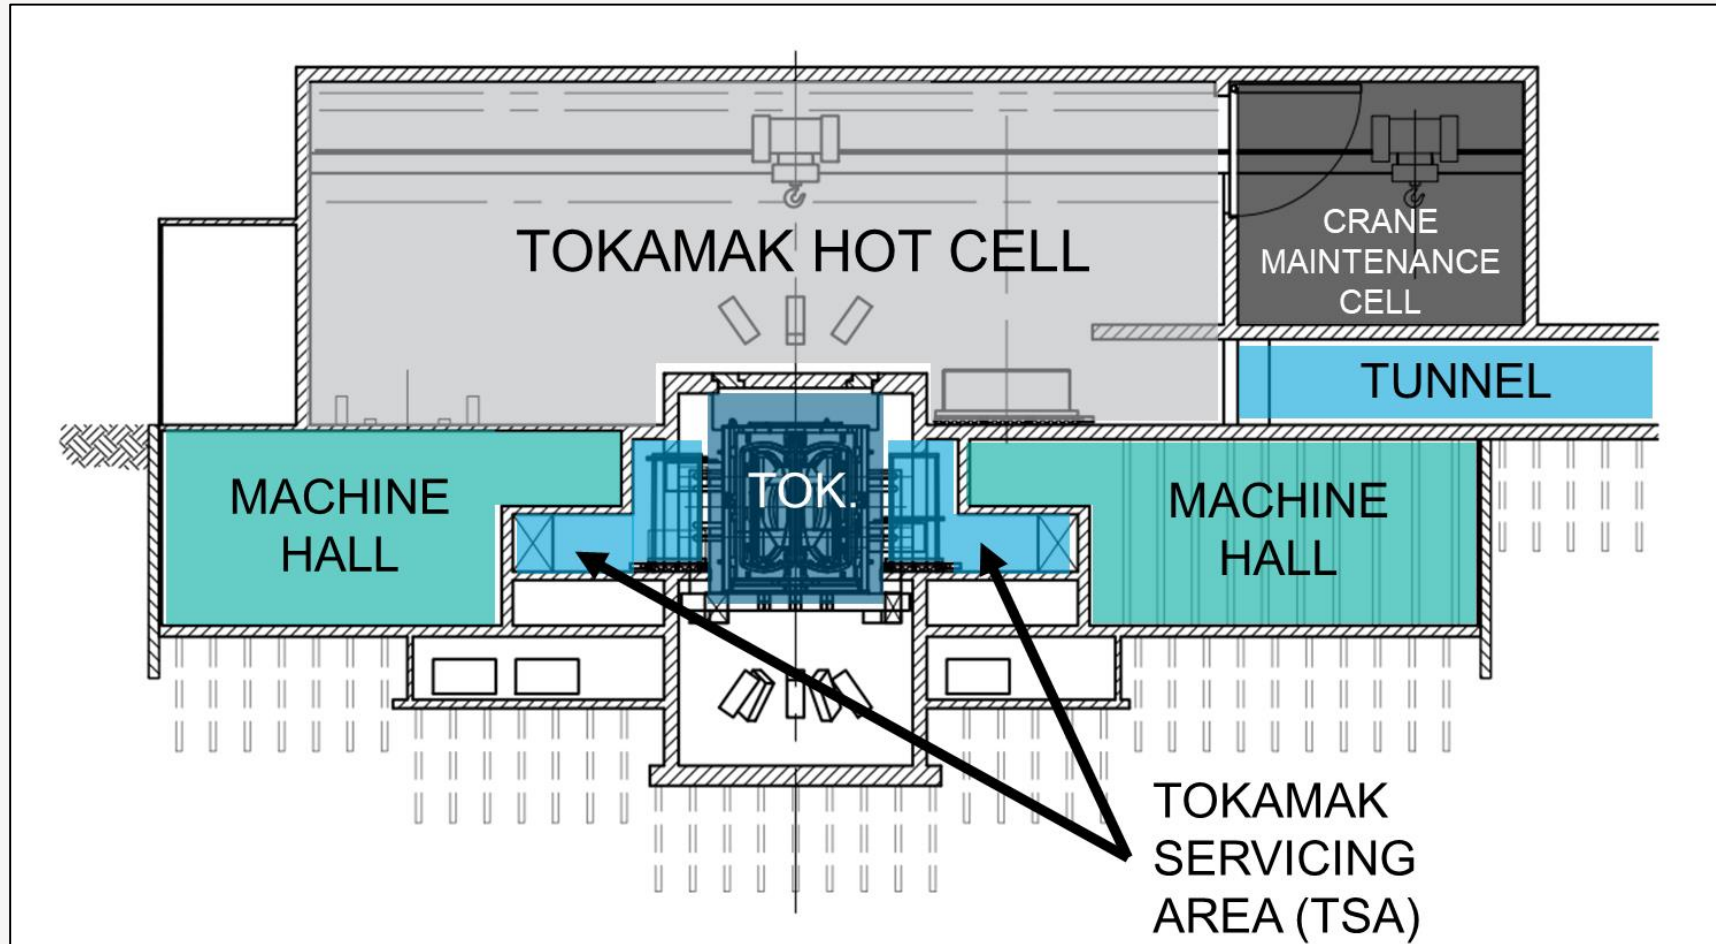 TOKAMAK HOT CELL
CRANE
MAINTENANCE
CELL
TUNNEL
MACHINE
HALL
TOK.
MACHINE
HALL
TOKAMAK
SERVICING
AREA (TSA)